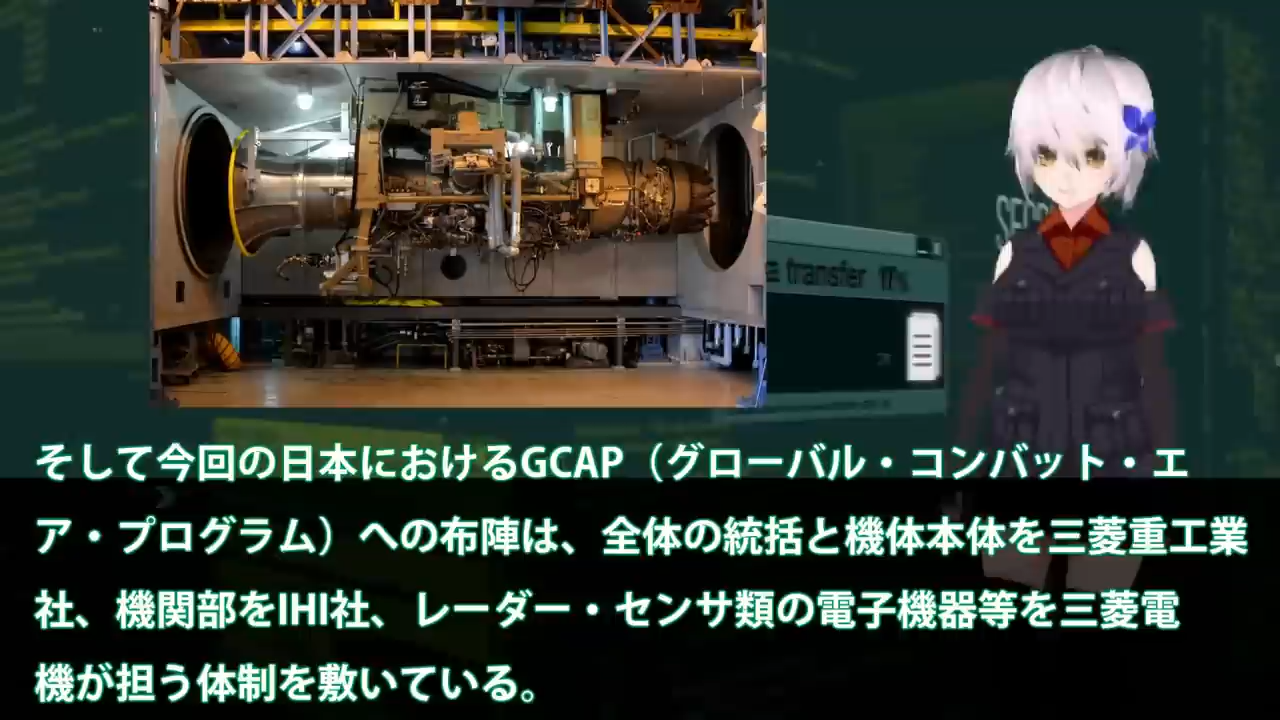 SEC
a transfer 17%
そして今回の日本におけるGCAP（グローバル・コンバット・エ
ア・プログラム）への布陣は、全体の統括と機体本体を三菱重工業
社、機関部をIHI社、レーダー・センサ類の電子機器等を三菱電
機が担う体制を敷いている。